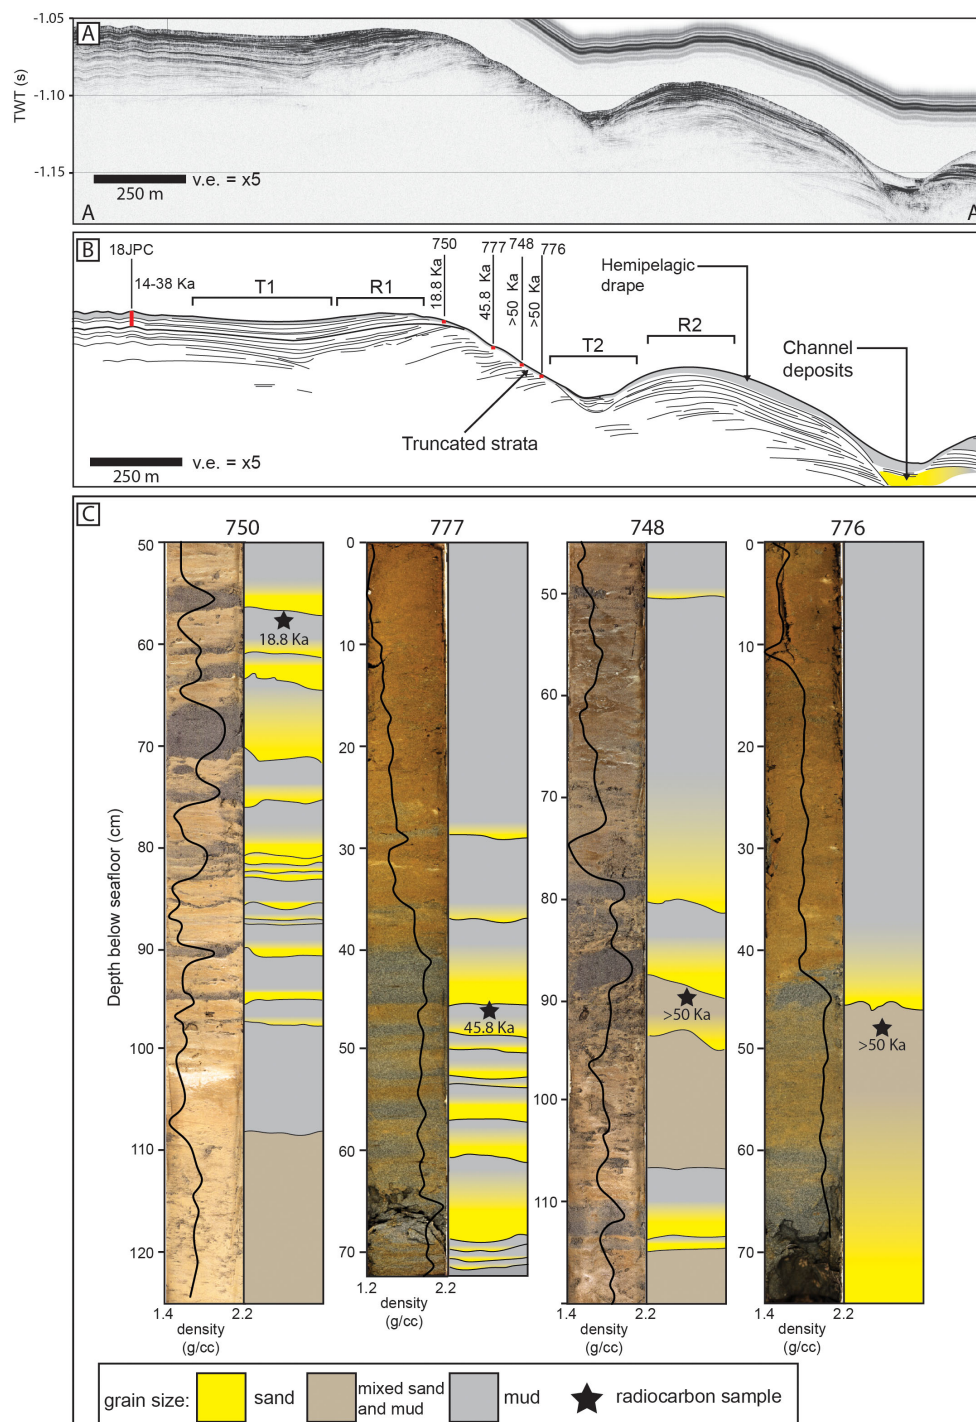 -1.05
A
TWT (s)
-1.10
-1.15
250 m
v.e. = x5
A
A
B
18JPC
14-38 Ka
T1
R1
750
18.8 Ka
777
45.8 Ka
748
>50 Ka
776
>50 Ka
T2
R2
Hemipelagic
drape
Channel
deposits
Truncated strata
250 m
v.e. = x5
C
Depth below seafloor (cm)
750
50
60
70
80
90
100
110
120
18.8 Ka
1.4
2.2
density
(g/cc)
777
0
10
20
30
40
50
60
70
45.8 Ka
1.2
2.2
density
(g/cc)
748
50
60
70
80
90
100
110
>50 Ka
1.4
2.2
density
(g/cc)
776
0
10
20
30
40
50
60
70
>50 Ka
1.4
2.2
density
(g/cc)
grain size:
sand
mixed sand
and mud
mud
radiocarbon sample